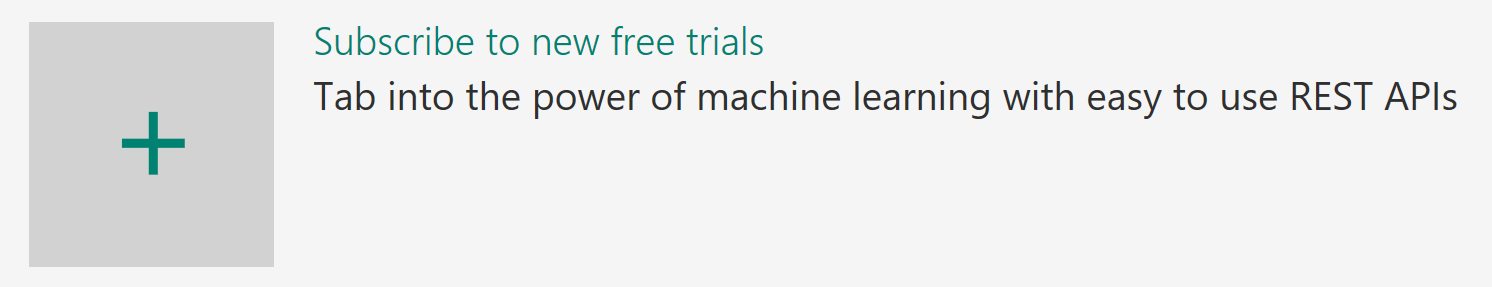 Subscribe to new free trials
Tab into the power of machine learning with easy to use REST APIs